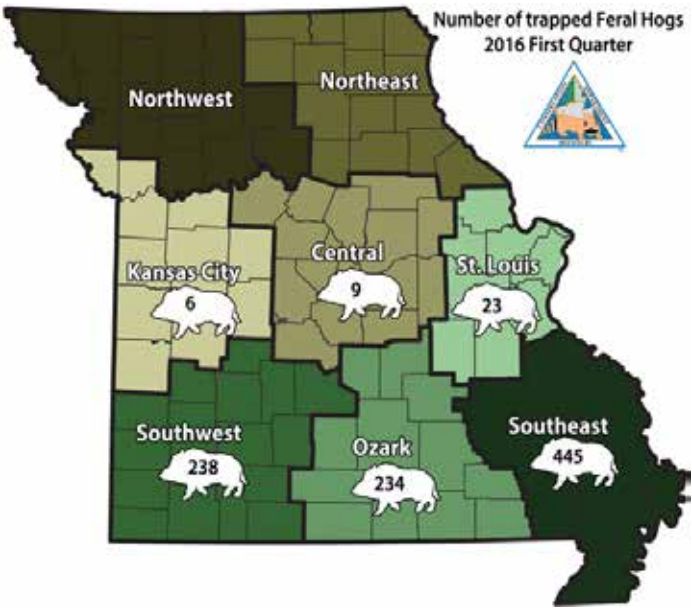 Number of trapped Feral Hogs
2016 First Quarter
Northwest
Northeast
Kansas City
6
Central
9
St. Louis
23
Southwest
238
Ozark
234
Southeast
445